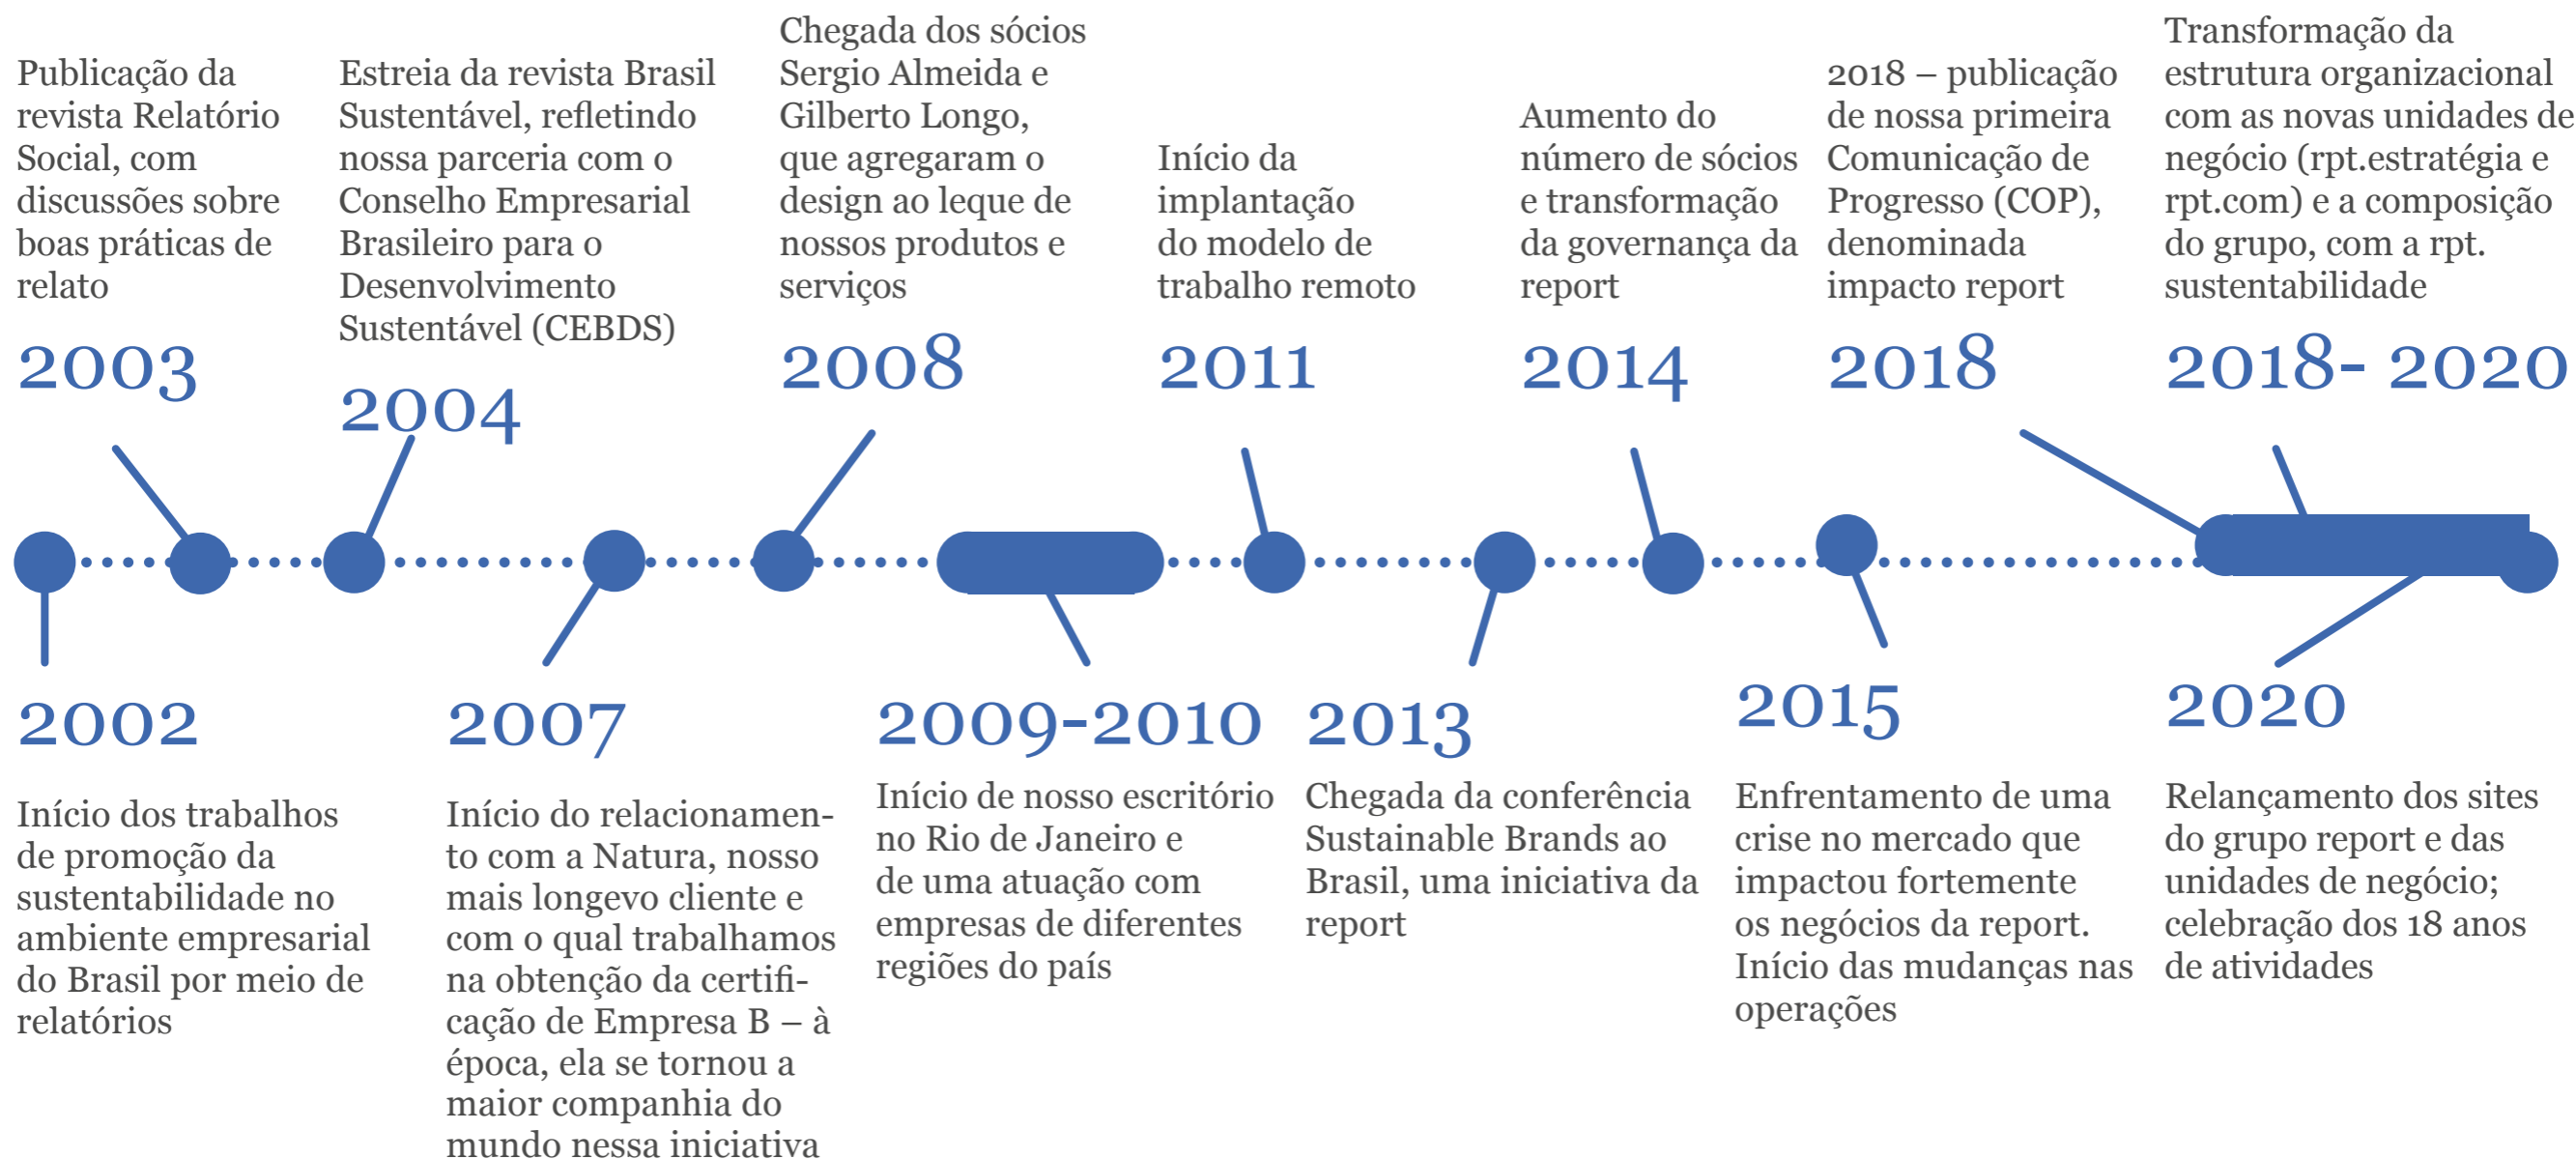 Publicação da
revista Relatório
Social, com
discussões sobre
boas práticas de
relato
2003
Estreia da revista Brasil
Sustentável, refletindo
nossa parceria com o
Conselho Empresarial
Brasileiro para o
Desenvolvimento
Sustentável (CEBDS)
2004
Chegada dos sócios
Sergio Almeida e
Gilberto Longo,
que agregaram o
design ao leque de
nossos produtos e
serviços
2008
Início da
implantação
do modelo de
trabalho remoto
2011
Aumento do
número de sócios
e transformação
da governança da
report
2014
2018 – publicação
de nossa primeira
Comunicação de
Progresso (COP),
denominada
impacto report
2018
Transformação da
estrutura organizacional
com as novas unidades de
negócio (rpt.estratégia e
rpt.com) e a composição
do grupo, com a rpt.
sustentabilidade
2018- 2020
2002
Início dos trabalhos
de promoção da
sustentabilidade no
ambiente empresarial
do Brasil por meio de
relatórios
2007
Início do relacionamen-
to com a Natura, nosso
mais longevo cliente e
com o qual trabalhamos
na obtenção da certifi-
cação de Empresa B – à
época, ela se tornou a
maior companhia do
mundo nessa iniciativa
2009-2010
Início de nosso escritório
no Rio de Janeiro e
de uma atuação com
empresas de diferentes
regiões do país
2013
Chegada da conferência
Sustainable Brands ao
Brasil, uma iniciativa da
report
2015
Enfrentamento de uma
crise no mercado que
impactou fortemente
os negócios da report.
Início das mudanças nas
operações
2020
Relançamento dos sites
do grupo report e das
unidades de negócio;
celebração dos 18 anos
de atividades